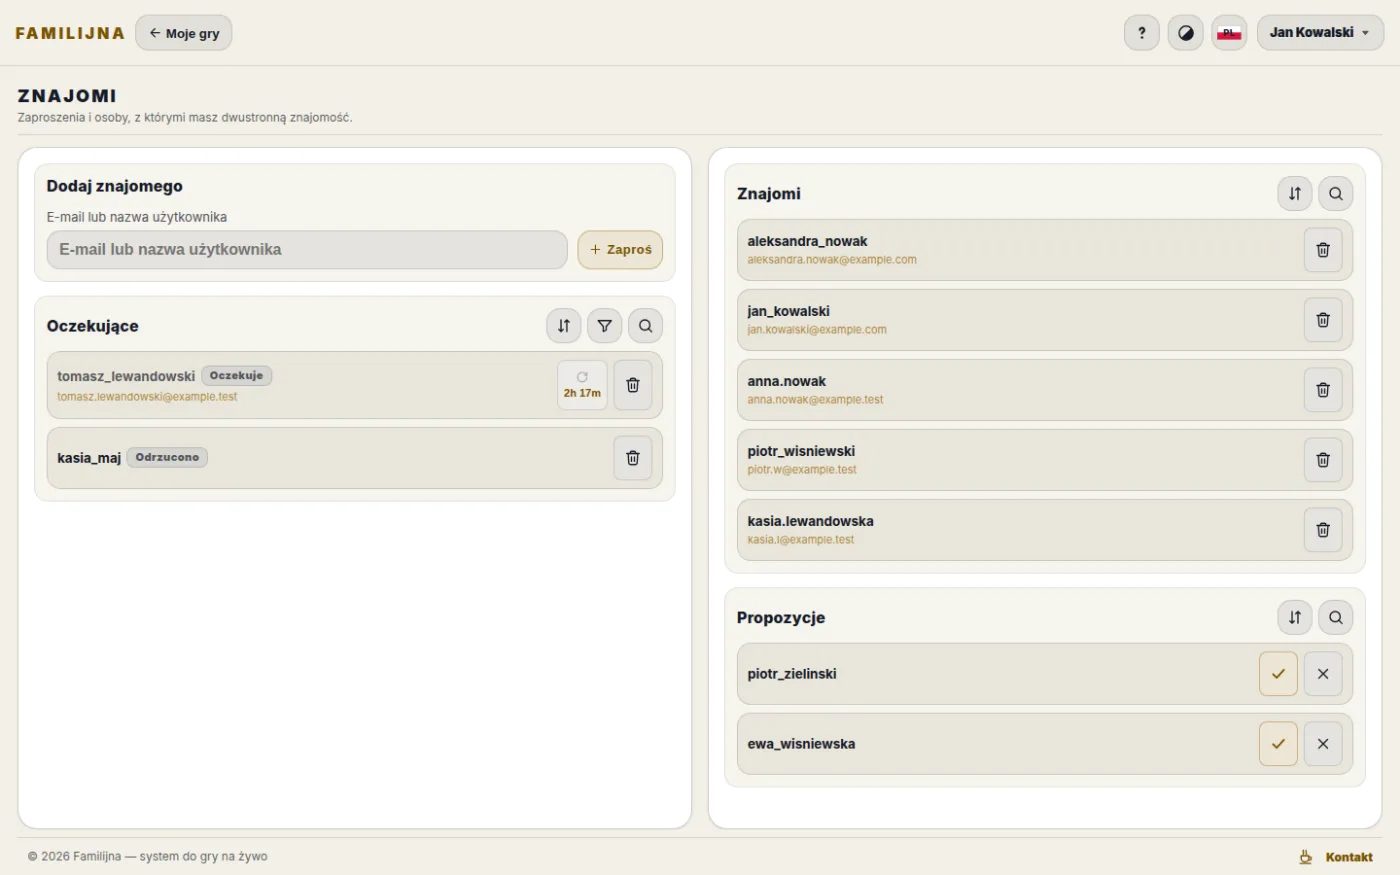 FAMILIJNA
← Moje gry
?
PL
Jan Kowalski
ZNAJOMI
Zaproszenia i osoby, z którymi masz dwustronną znajomość.
Dodaj znajomego
E-mail lub nazwa użytkownika
E-mail lub nazwa użytkownika
+ Zaproś
Oczekujące
tomasz_lewandowski Oczekuje
tomasz.lewandowski@example.test
2h 17m
kasia_maj Odrzucono
Znajomi
aleksandra_nowak
aleksandra.nowak@example.com
jan_kowalski
jan.kowalski@example.com
anna.nowak
anna.nowak@example.test
piotr_wisniewski
piotr.w@example.test
kasia.lewandowska
kasia.l@example.test
Propozycje
piotr_zielinski
ewa_wisniewska
© 2026 Familijna — system do gry na żywo
Kontakt